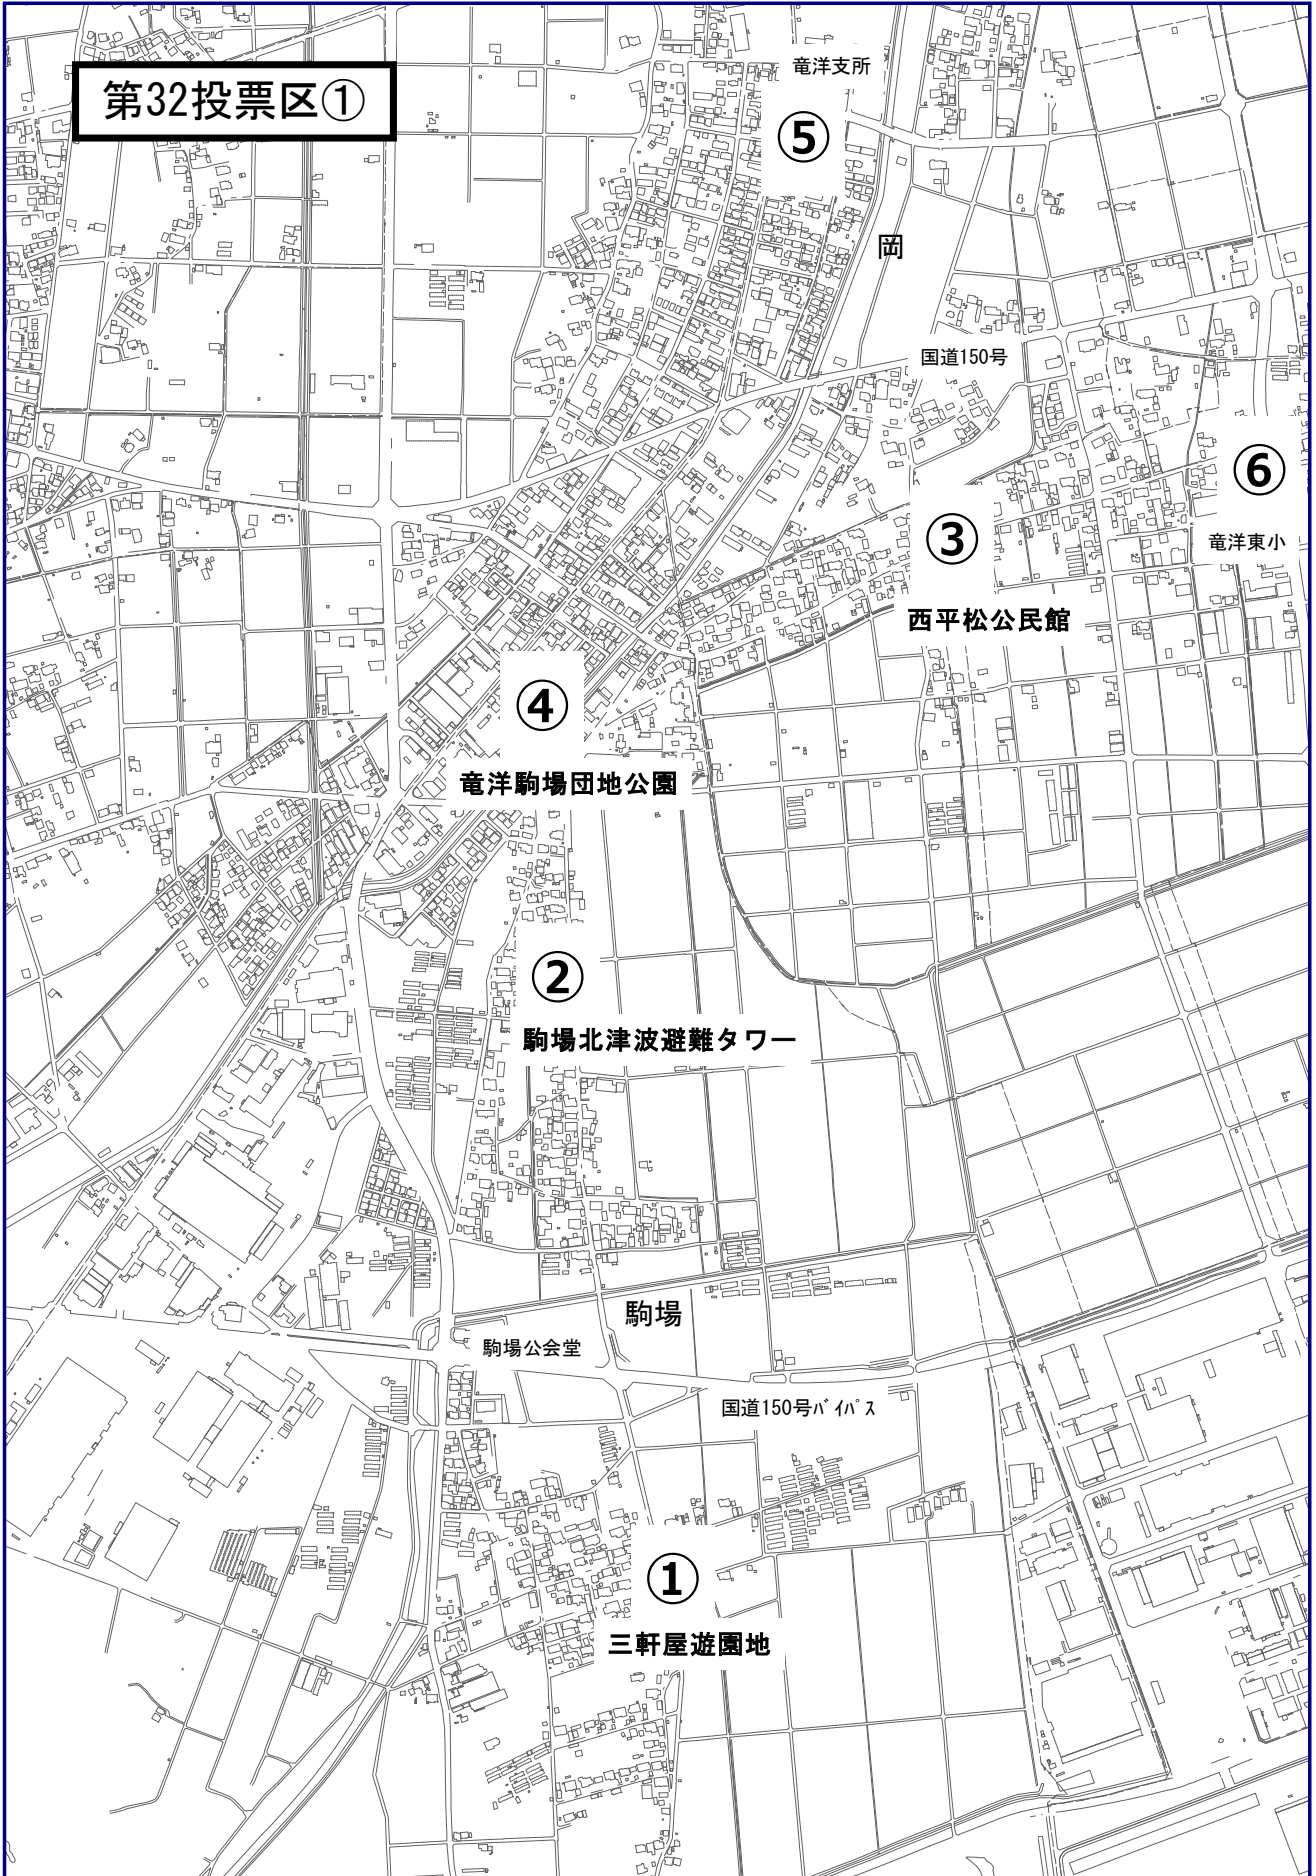 第32投票区①
竜洋支所
⑤
岡
国道150号
⑥
③
竜洋東小
西平松公民館
④
竜洋駒場団地公園
②
駒場北津波避難タワー
駒場
駒場公会堂
国道150号ﾊﾞｲﾊﾟｽ
①
三軒屋遊園地